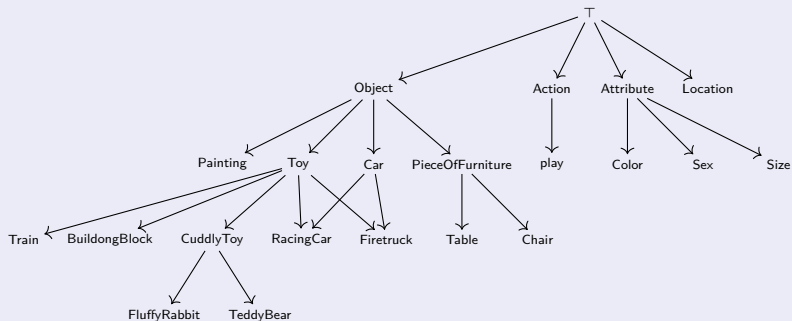 ⊤
Object Action Attribute Location
Painting Toy Car PieceOfFurniture play Color Sex Size
Train BuildongBlock CuddlyToy RacingCar Firetruck Table Chair
FluffyRabbit TeddyBear